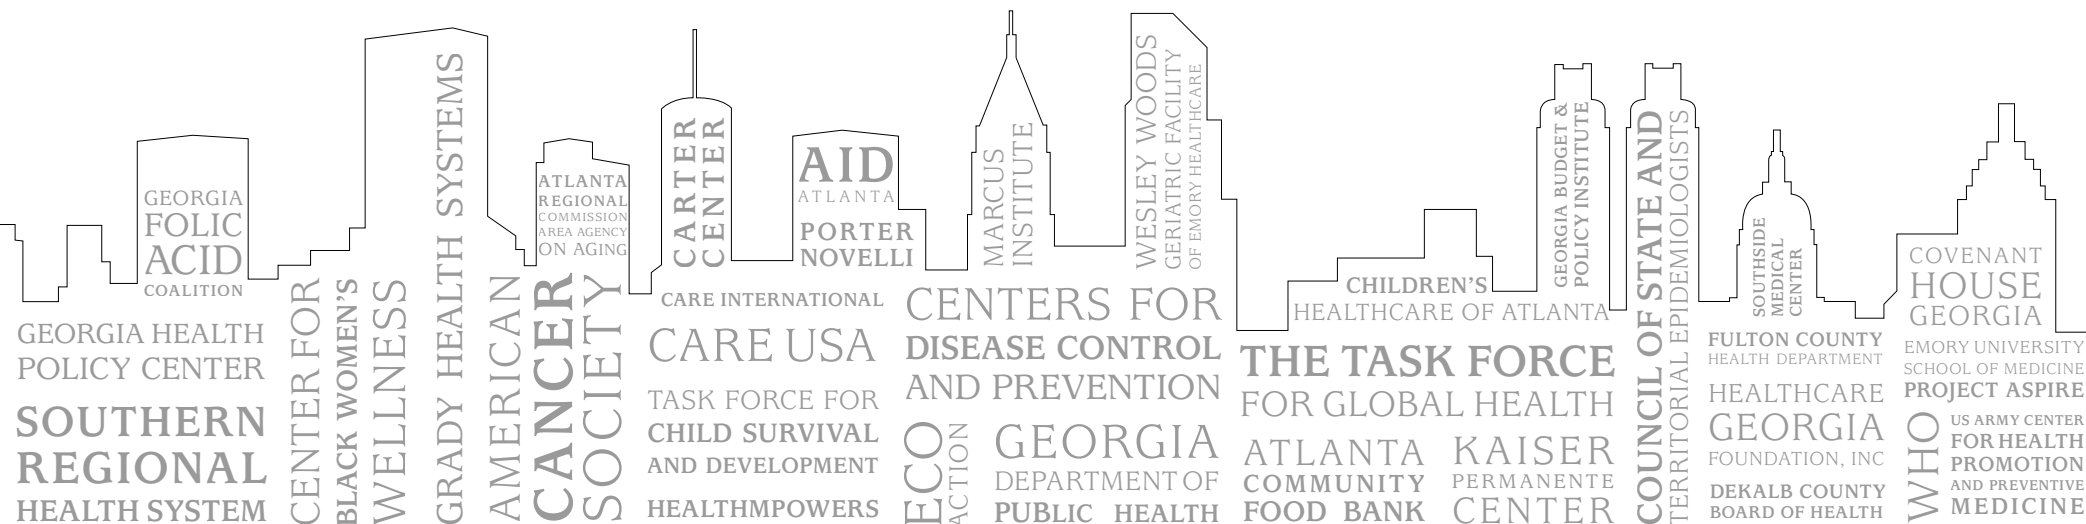 GEORGIA
FOLIC
ACID
COALITION
GEORGIA HEALTH
POLICY CENTER
SOUTHERN
REGIONAL
HEALTH SYSTEM
CENTER FOR
BLACK WOMEN'S
WELLNESS
GRADY HEALTH SYSTEMS
AMERICAN
CANCER
SOCIETY
ATLANTA
REGIONAL
COMMISSION
AREA AGENCY
ON AGING
CARTER
CENTER
CARE INTERNATIONAL
CARE USA
TASK FORCE FOR
CHILD SURVIVAL
AND DEVELOPMENT
HEALTHMPOWERS
AID
ATLANTA
PORTER
NOVELLI
MARCUS
INSTITUTE
CENTERS FOR
DISEASE CONTROL
AND PREVENTION
ECO
ACTION
GEORGIA
DEPARTMENT OF
PUBLIC HEALTH
WESLEY WOODS
GERIATRIC FACILITY
OF EMORY HEALTHCARE
CHILDREN'S
HEALTHCARE OF ATLANTA
THE TASK FORCE
FOR GLOBAL HEALTH
ATLANTA
COMMUNITY
FOOD BANK
KAISER
PERMANENTE
CENTER
GEORGIA BUDGET &
POLICY INSTITUTE
COUNCIL OF STATE AND
TERRITORIAL EPIDEMIOLOGISTS
SOUTHSIDE
MEDICAL
CENTER
FULTON COUNTY
HEALTH DEPARTMENT
HEALTHCARE
GEORGIA
FOUNDATION, INC
DEKALB COUNTY
BOARD OF HEALTH
COVENANT
HOUSE
GEORGIA
EMORY UNIVERSITY
SCHOOL OF MEDICINE
PROJECT ASPIRE
WHO
US ARMY CENTER
FOR HEALTH
PROMOTION
AND PREVENTIVE
MEDICINE